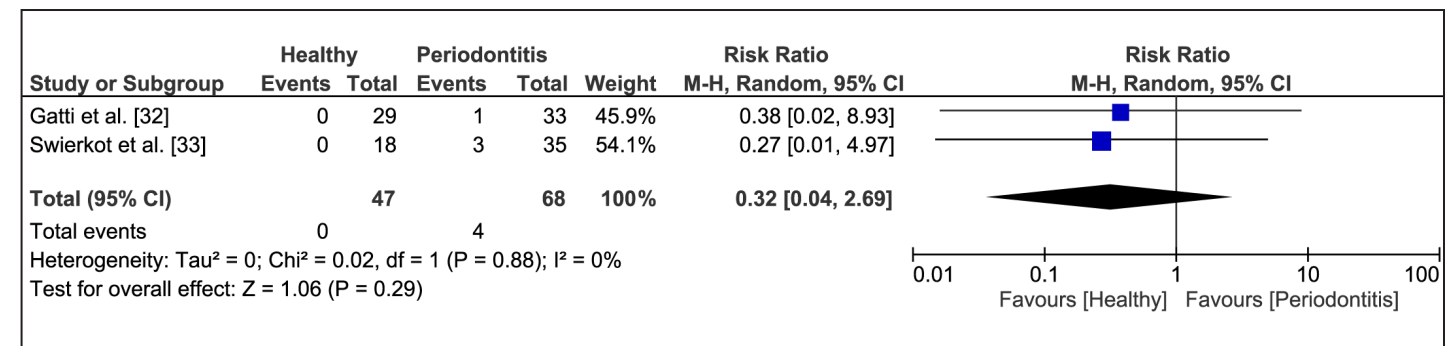 Healthy Periodontitis Risk Ratio Risk Ratio
Study or Subgroup Events Total Events Total Weight M-H, Random, 95% CI M-H, Random, 95% CI
Gatti et al. [32] 0 29 1 33 45.9% 0.38 [0.02, 8.93]
Swierkot et al. [33] 0 18 3 35 54.1% 0.27 [0.01, 4.97]
Total (95% CI) 47 68 100% 0.32 [0.04, 2.69]
Total events 0 4
Heterogeneity: Tau² = 0; Chi² = 0.02, df = 1 (P = 0.88); I² = 0%
Test for overall effect: Z = 1.06 (P = 0.29)
0.01 0.1 1 10 100
Favours [Healthy] Favours [Periodontitis]